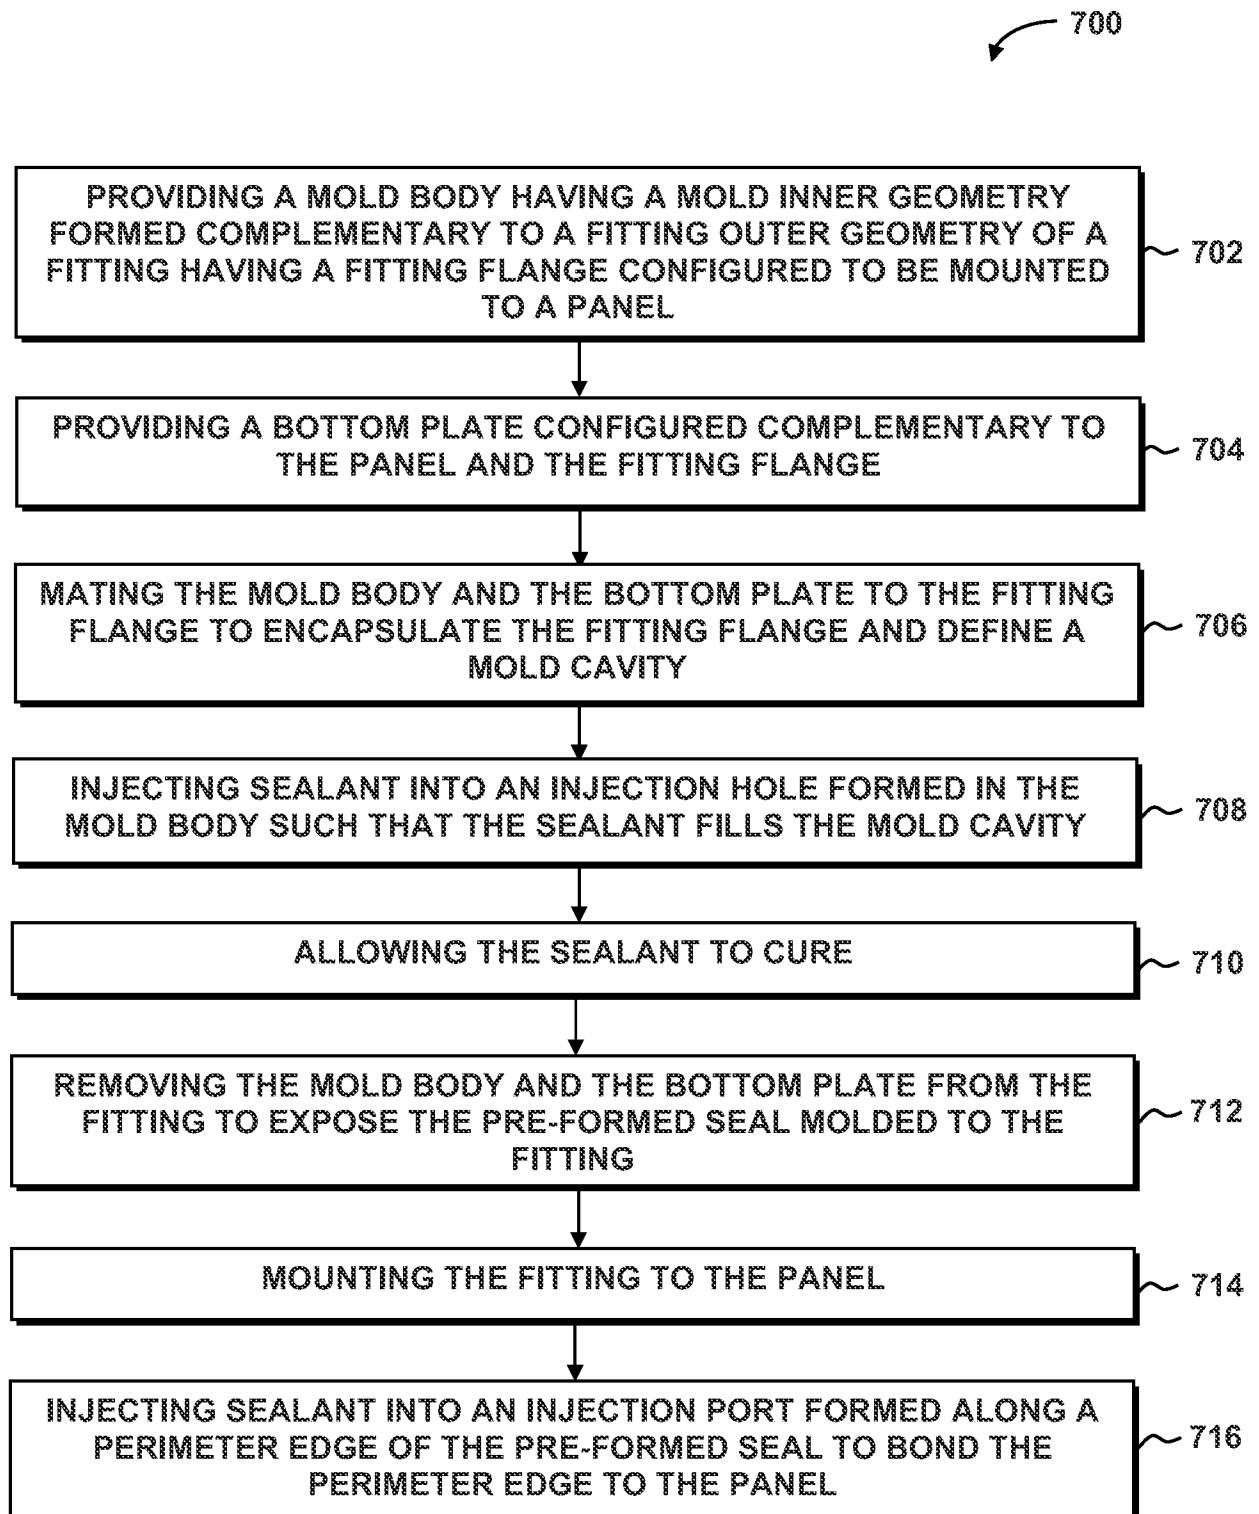 700
PROVIDING A MOLD BODY HAVING A MOLD INNER GEOMETRY
FORMED COMPLEMENTARY TO A FITTING OUTER GEOMETRY OF A
FITTING HAVING A FITTING FLANGE CONFIGURED TO BE MOUNTED
TO A PANEL
702
PROVIDING A BOTTOM PLATE CONFIGURED COMPLEMENTARY TO
THE PANEL AND THE FITTING FLANGE
704
MATING THE MOLD BODY AND THE BOTTOM PLATE TO THE FITTING
FLANGE TO ENCAPSULATE THE FITTING FLANGE AND DEFINE A
MOLD CAVITY
706
INJECTING SEALANT INTO AN INJECTION HOLE FORMED IN THE
MOLD BODY SUCH THAT THE SEALANT FILLS THE MOLD CAVITY
708
ALLOWING THE SEALANT TO CURE
710
REMOVING THE MOLD BODY AND THE BOTTOM PLATE FROM THE
FITTING TO EXPOSE THE PRE-FORMED SEAL MOLDED TO THE
FITTING
712
MOUNTING THE FITTING TO THE PANEL
714
INJECTING SEALANT INTO AN INJECTION PORT FORMED ALONG A
PERIMETER EDGE OF THE PRE-FORMED SEAL TO BOND THE
PERIMETER EDGE TO THE PANEL
716